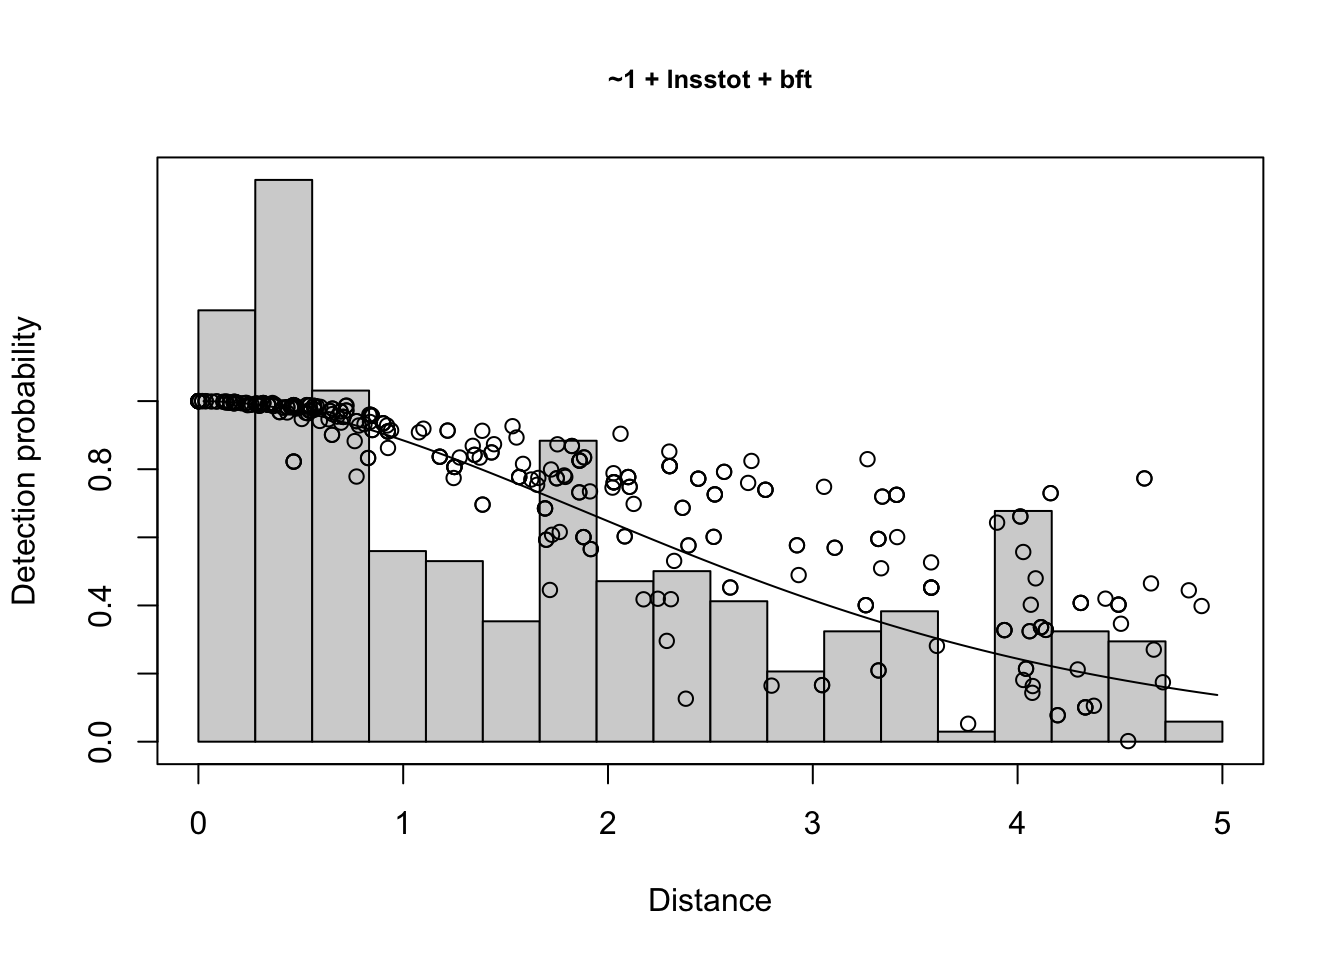 ~1 + lnsstot + bft
Detection probability
0.8
0.4
0.0
0 1 2 3 4 5
Distance